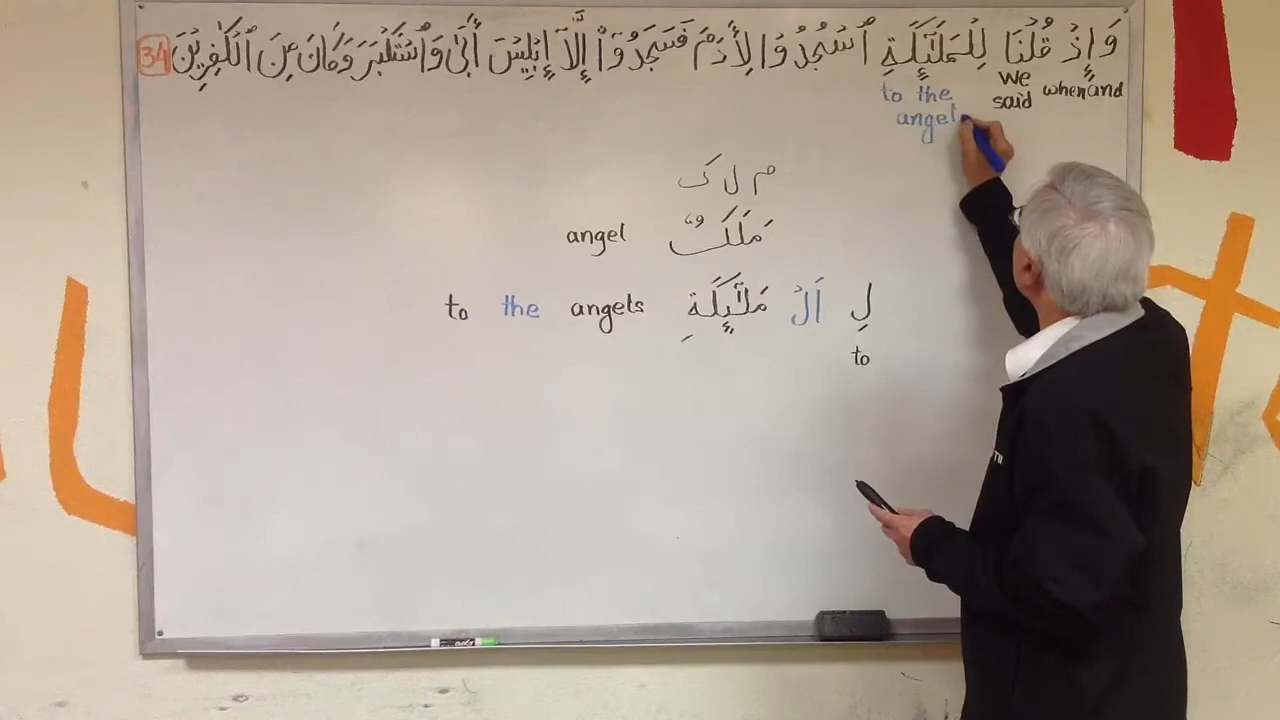 وَإِذۡ قُلۡنَا لِلۡمَلَـٰٓئِكَةِ ٱسۡجُدُوا۟ لِأَدَمَ فَسَجَدُوٓا۟ إِلَّآ إِبۡلِيسَ أَبَىٰ وَٱسۡتَكۡبَرَ وَكَانَ مِنَ ٱلۡكَـٰفِرِينَ 34
we said when and
to the angel
م ل ك
angel مَلَكٌ
to the angels لِ اَلۡ مَلَـٰٓئِكَةِ
to